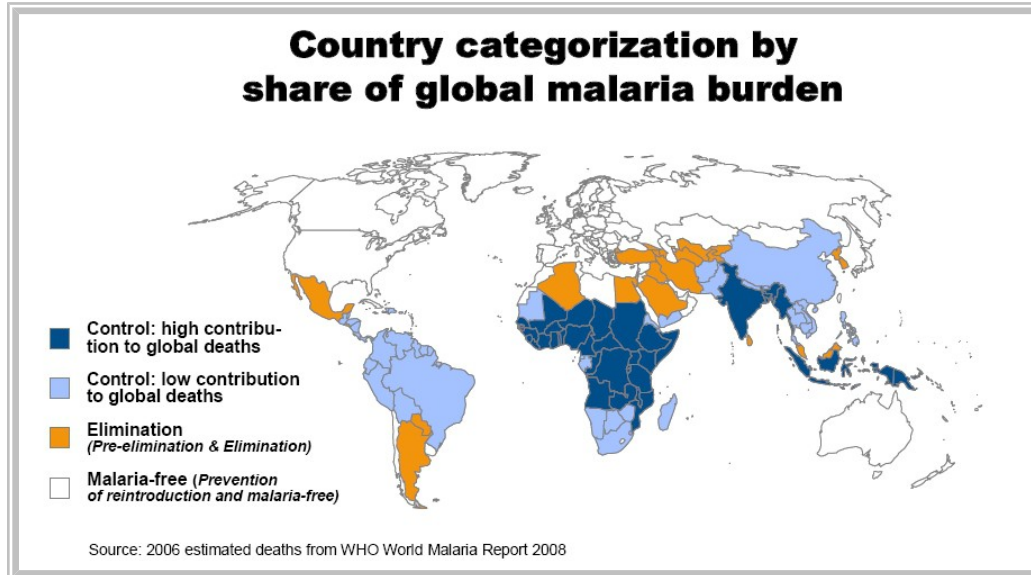 Country categorization by
share of global malaria burden
Control: high contribu-
tion to global deaths
Control: low contribution
to global deaths
Elimination
(Pre-elimination & Elimination)
Malaria-free (Prevention
of reintroduction and malaria-free)
Source: 2006 estimated deaths from WHO World Malaria Report 2008